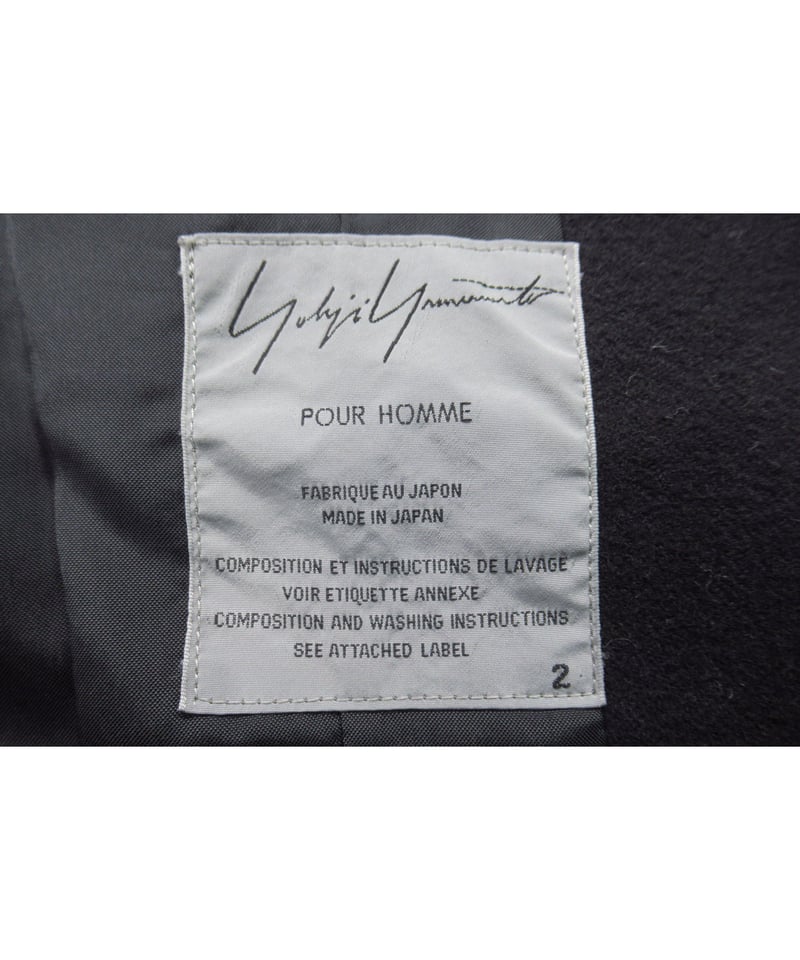 Yohji Yamamoto
POUR HOMME
FABRIQUE AU JAPON
MADE IN JAPAN
COMPOSITION ET INSTRUCTIONS DE LAVAGE
VOIR ETIQUETTE ANNEXE
COMPOSITION AND WASHING INSTRUCTIONS
SEE ATTACHED LABEL
2